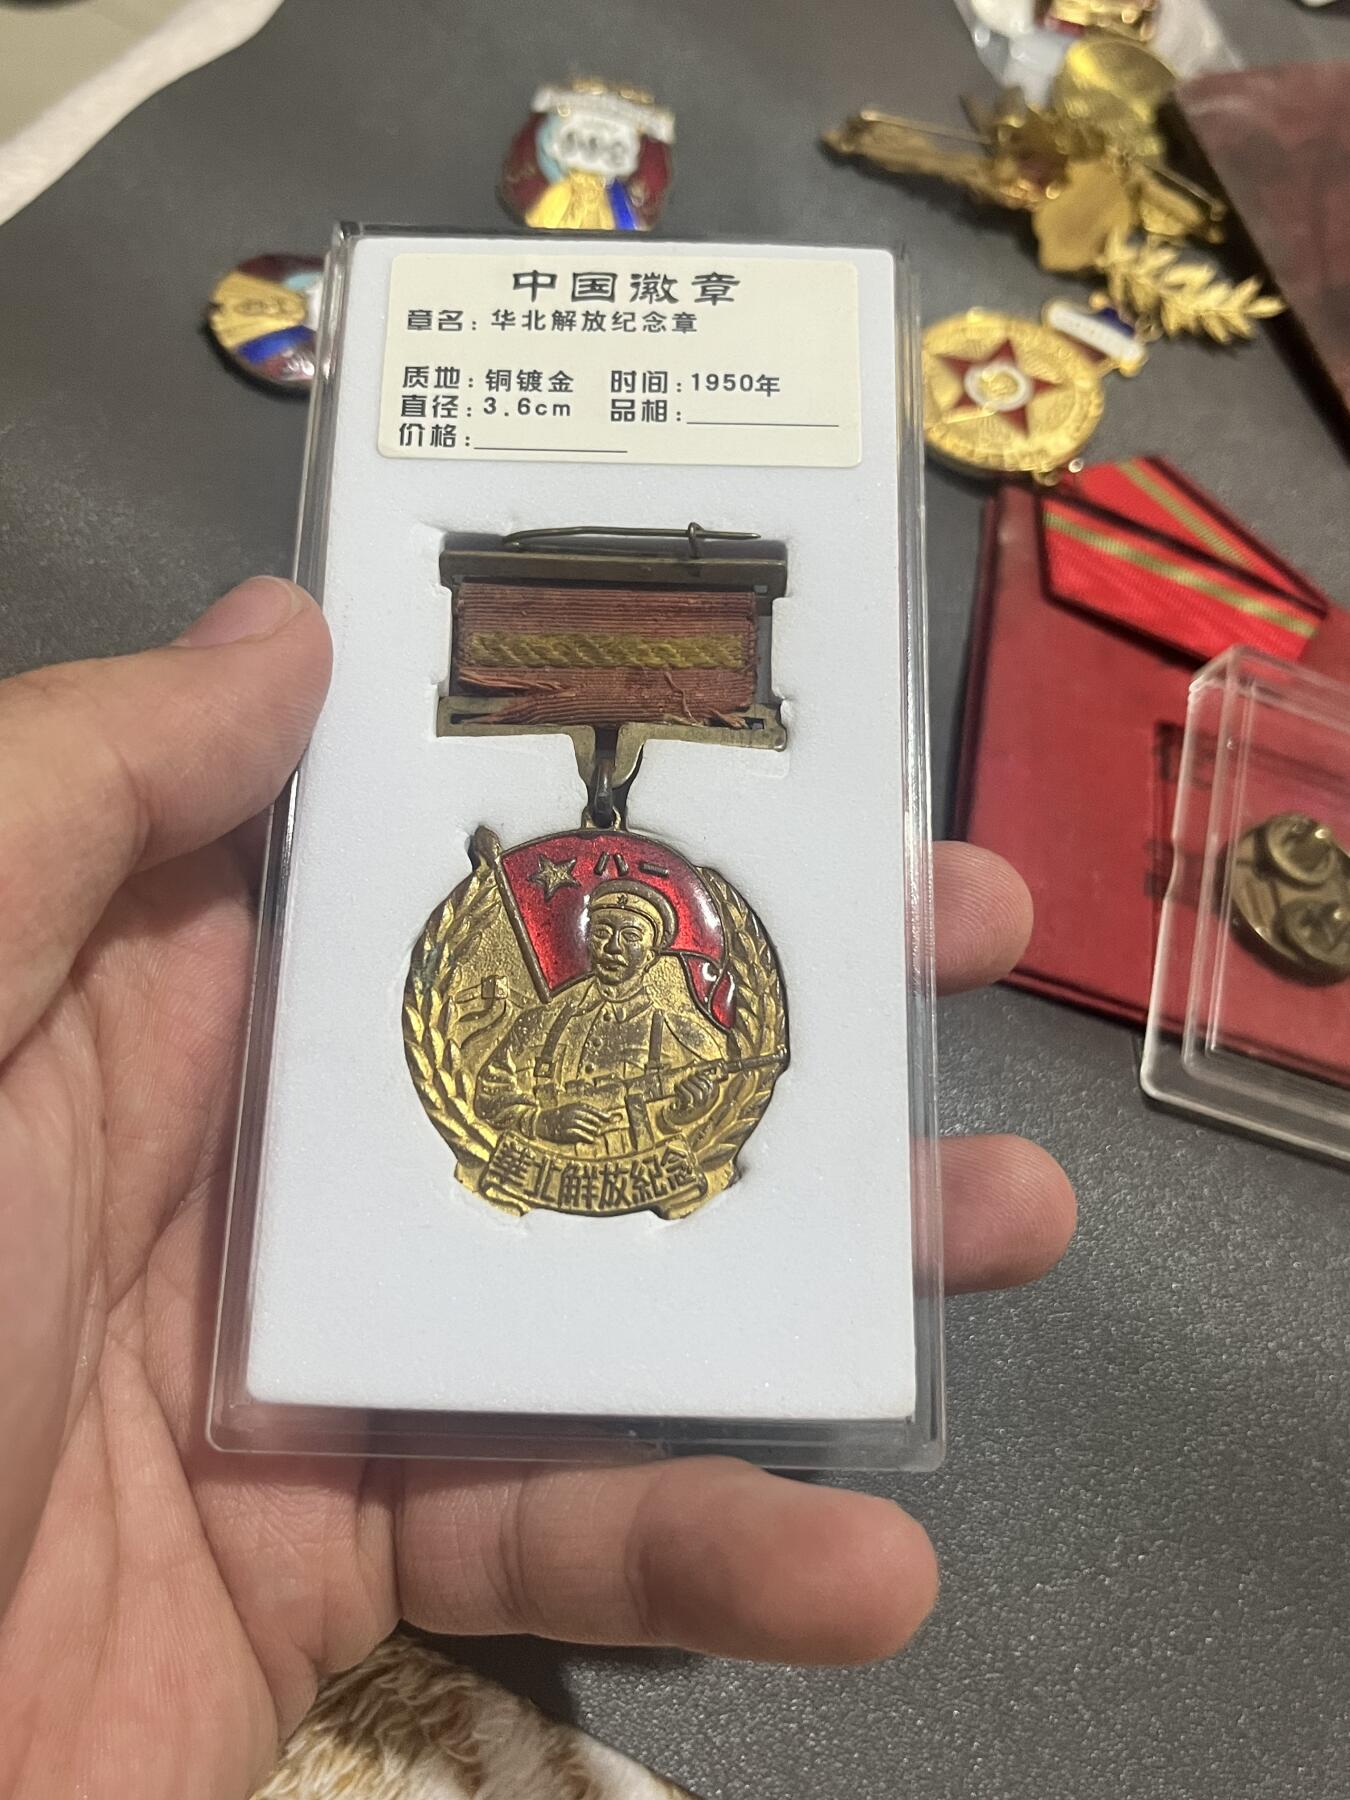 中国徽章
章名：华北解放纪念章
质地：铜镀金 时间：1950年
直径：3.6cm 品相：
价格：
八一
華北解放紀念